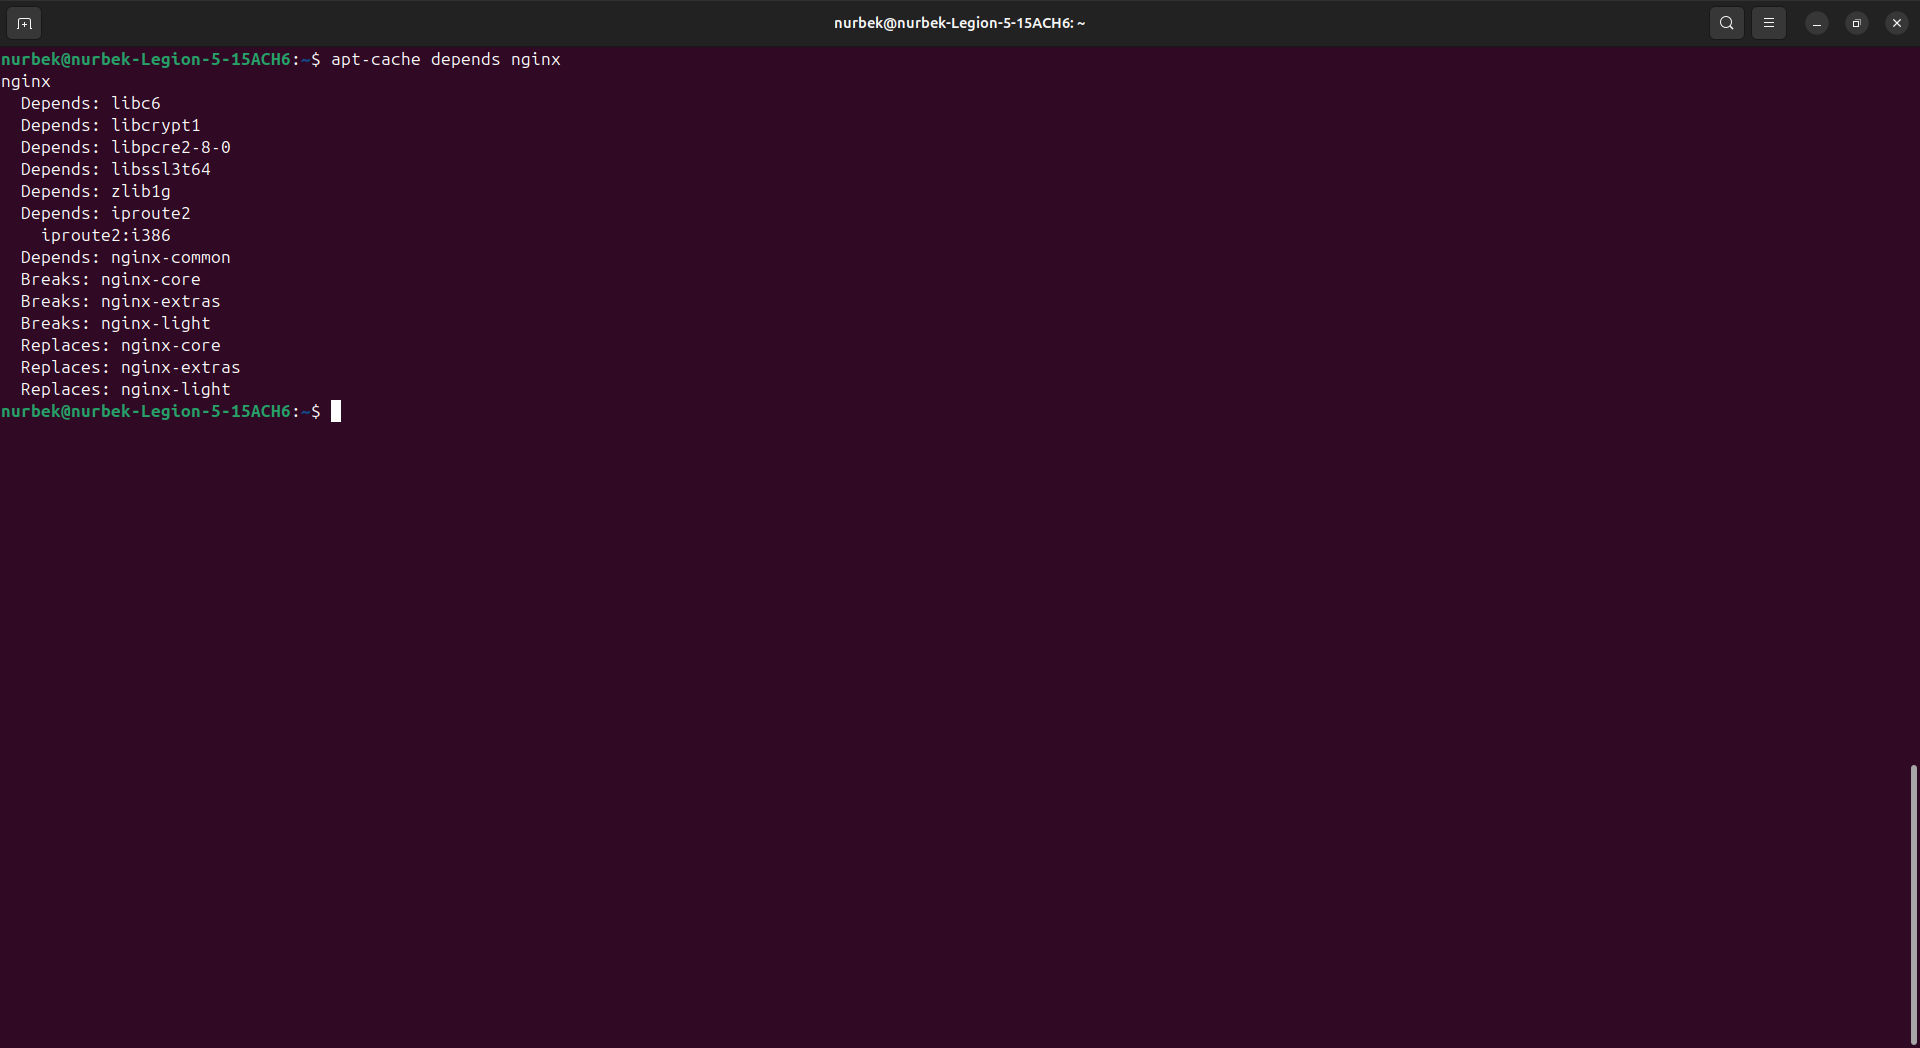 nurbek@nurbek-Legion-5-15ACH6: ~
nurbek@nurbek-Legion-5-15ACH6:~$ apt-cache depends nginx
nginx
  Depends: libc6
  Depends: libcrypt1
  Depends: libpcre2-8-0
  Depends: libssl3t64
  Depends: zlib1g
  Depends: iproute2
    iproute2:i386
  Depends: nginx-common
  Breaks: nginx-core
  Breaks: nginx-extras
  Breaks: nginx-light
  Replaces: nginx-core
  Replaces: nginx-extras
  Replaces: nginx-light
nurbek@nurbek-Legion-5-15ACH6:~$